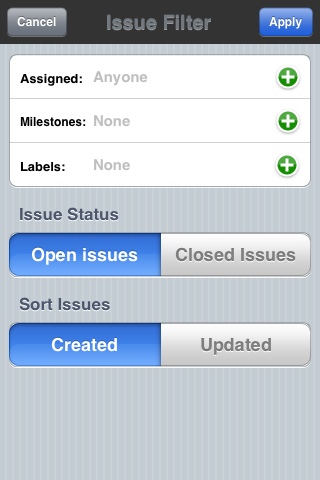 Cancel Issue Filter Apply
Assigned: Anyone
Milestones: None
Labels: None
Issue Status
Open issues Closed Issues
Sort Issues
Created Updated